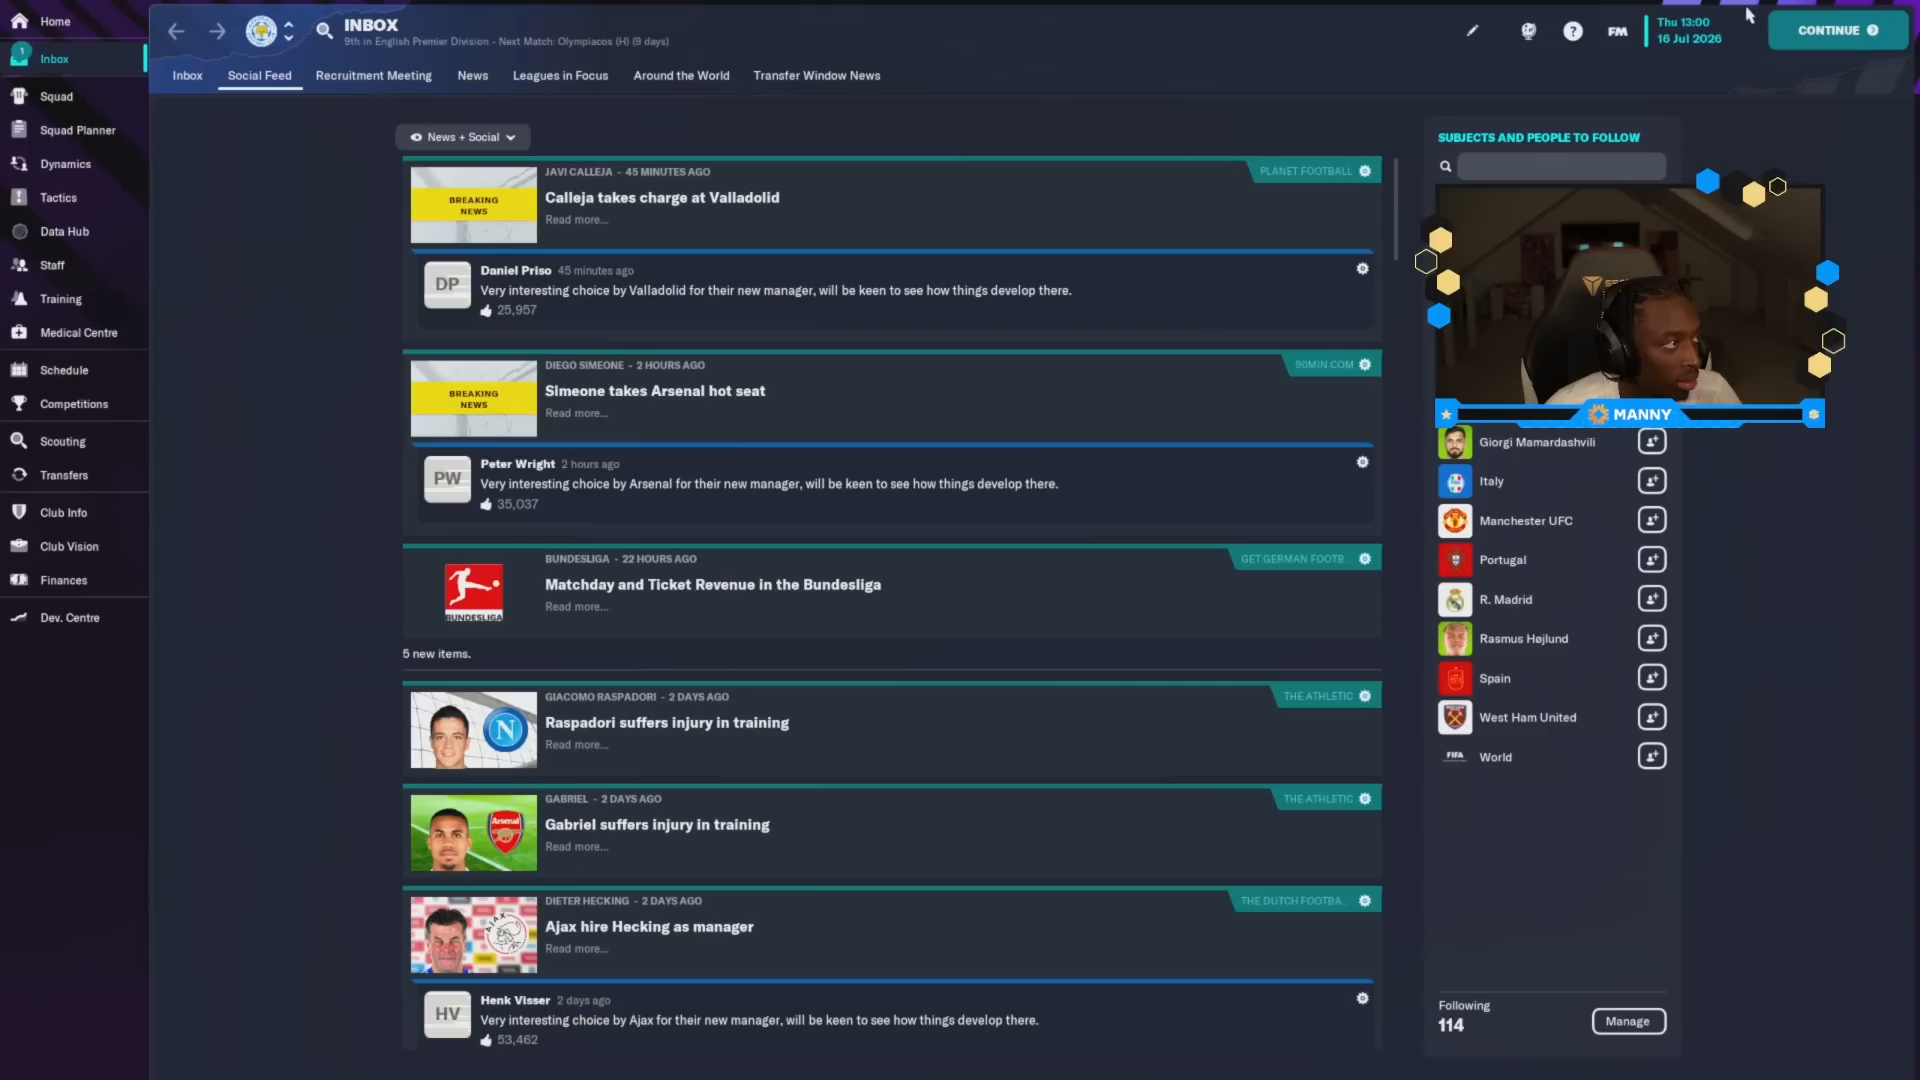 Home
1
Inbox
Squad
Squad Planner
Dynamics
Tactics
Data Hub
Staff
Training
Medical Centre
Schedule
Competitions
Scouting
Transfers
Club Info
Club Vision
Finances
Dev. Centre
INBOX
9th in English Premier Division - Next Match: Olympiacos (H) (9 days)
?
FM
Thu 13:00
16 Jul 2026
CONTINUE
Inbox
Social Feed
Recruitment Meeting
News
Leagues in Focus
Around the World
Transfer Window News
News + Social
BREAKING
NEWS
JAVI CALLEJA - 45 MINUTES AGO
PLANET FOOTBALL
Calleja takes charge at Valladolid
Read more...
DP
Daniel Priso 45 minutes ago
Very interesting choice by Valladolid for their new manager, will be keen to see how things develop there.
25,957
BREAKING
NEWS
DIEGO SIMEONE - 2 HOURS AGO
90MIN.COM
Simeone takes Arsenal hot seat
Read more...
PW
Peter Wright 2 hours ago
Very interesting choice by Arsenal for their new manager, will be keen to see how things develop there.
35,037
BUNDESLIGA
BUNDESLIGA - 22 HOURS AGO
GET GERMAN FOOTB...
Matchday and Ticket Revenue in the Bundesliga
Read more...
5 new items.
N
GIACOMO RASPADORI - 2 DAYS AGO
THE ATHLETIC
Raspadori suffers injury in training
Read more...
Arsenal
GABRIEL - 2 DAYS AGO
THE ATHLETIC
Gabriel suffers injury in training
Read more...
AJAX
DIETER HECKING - 2 DAYS AGO
THE DUTCH FOOTBA...
Ajax hire Hecking as manager
Read more...
HV
Henk Visser 2 days ago
Very interesting choice by Ajax for their new manager, will be keen to see how things develop there.
53,462
SUBJECTS AND PEOPLE TO FOLLOW
MANNY
Giorgi Mamardashvili
Italy
Manchester UFC
Portugal
R. Madrid
Rasmus Højlund
Spain
West Ham United
FIFA
World
Following
114
Manage